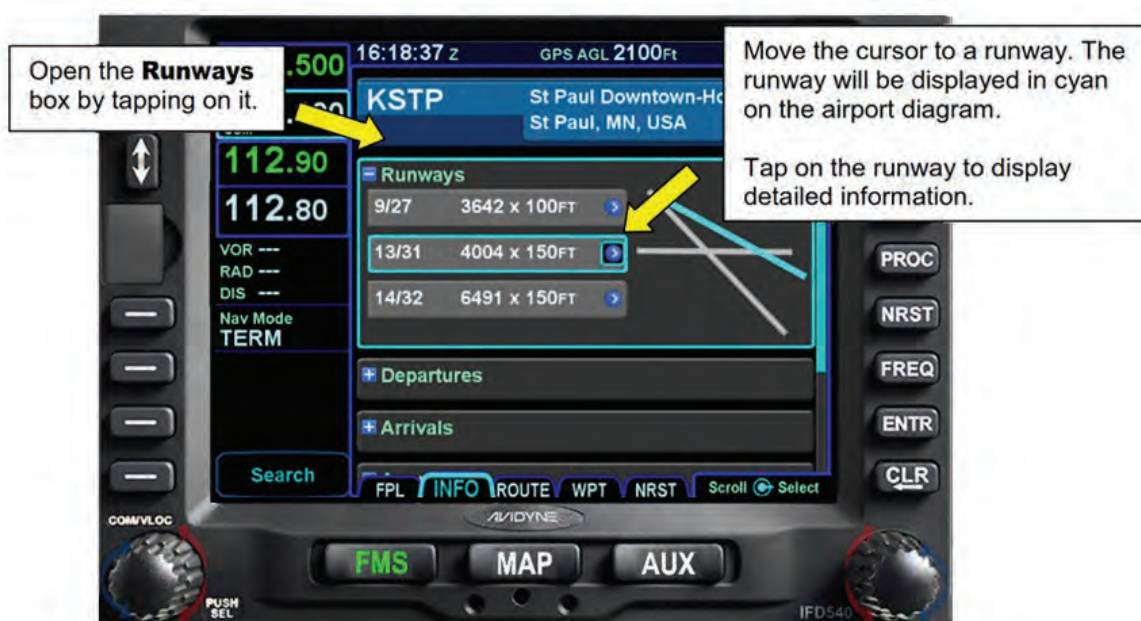 Open the Runways
box by tapping on it.
Move the cursor to a runway. The
runway will be displayed in cyan
on the airport diagram.
Tap on the runway to display
detailed information.
.500
16:18:37 Z
GPS AGL 2100FT
KSTP
St Paul Downtown-Ho
St Paul, MN, USA
112.90
112.80
VOR ---
RAD ---
DIS ---
Nav Mode
TERM
Runways
9/27 3642 x 100FT
13/31 4004 x 150FT
14/32 6491 x 150FT
Departures
Arrivals
Search
FPL INFO ROUTE WPT NRST Scroll Select
PROC
NRST
FREQ
ENTR
CLR
AVIDYNE
COM/VLOC
PUSH
SEL
FMS MAP AUX
IFD540